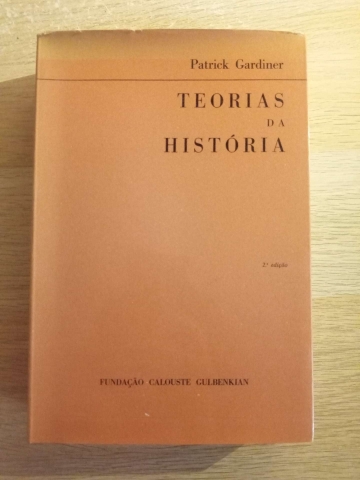 Patrick Gardiner
TEORIAS
DA
HISTÓRIA
2.ª edição
FUNDAÇÃO CALOUSTE GULBENKIAN